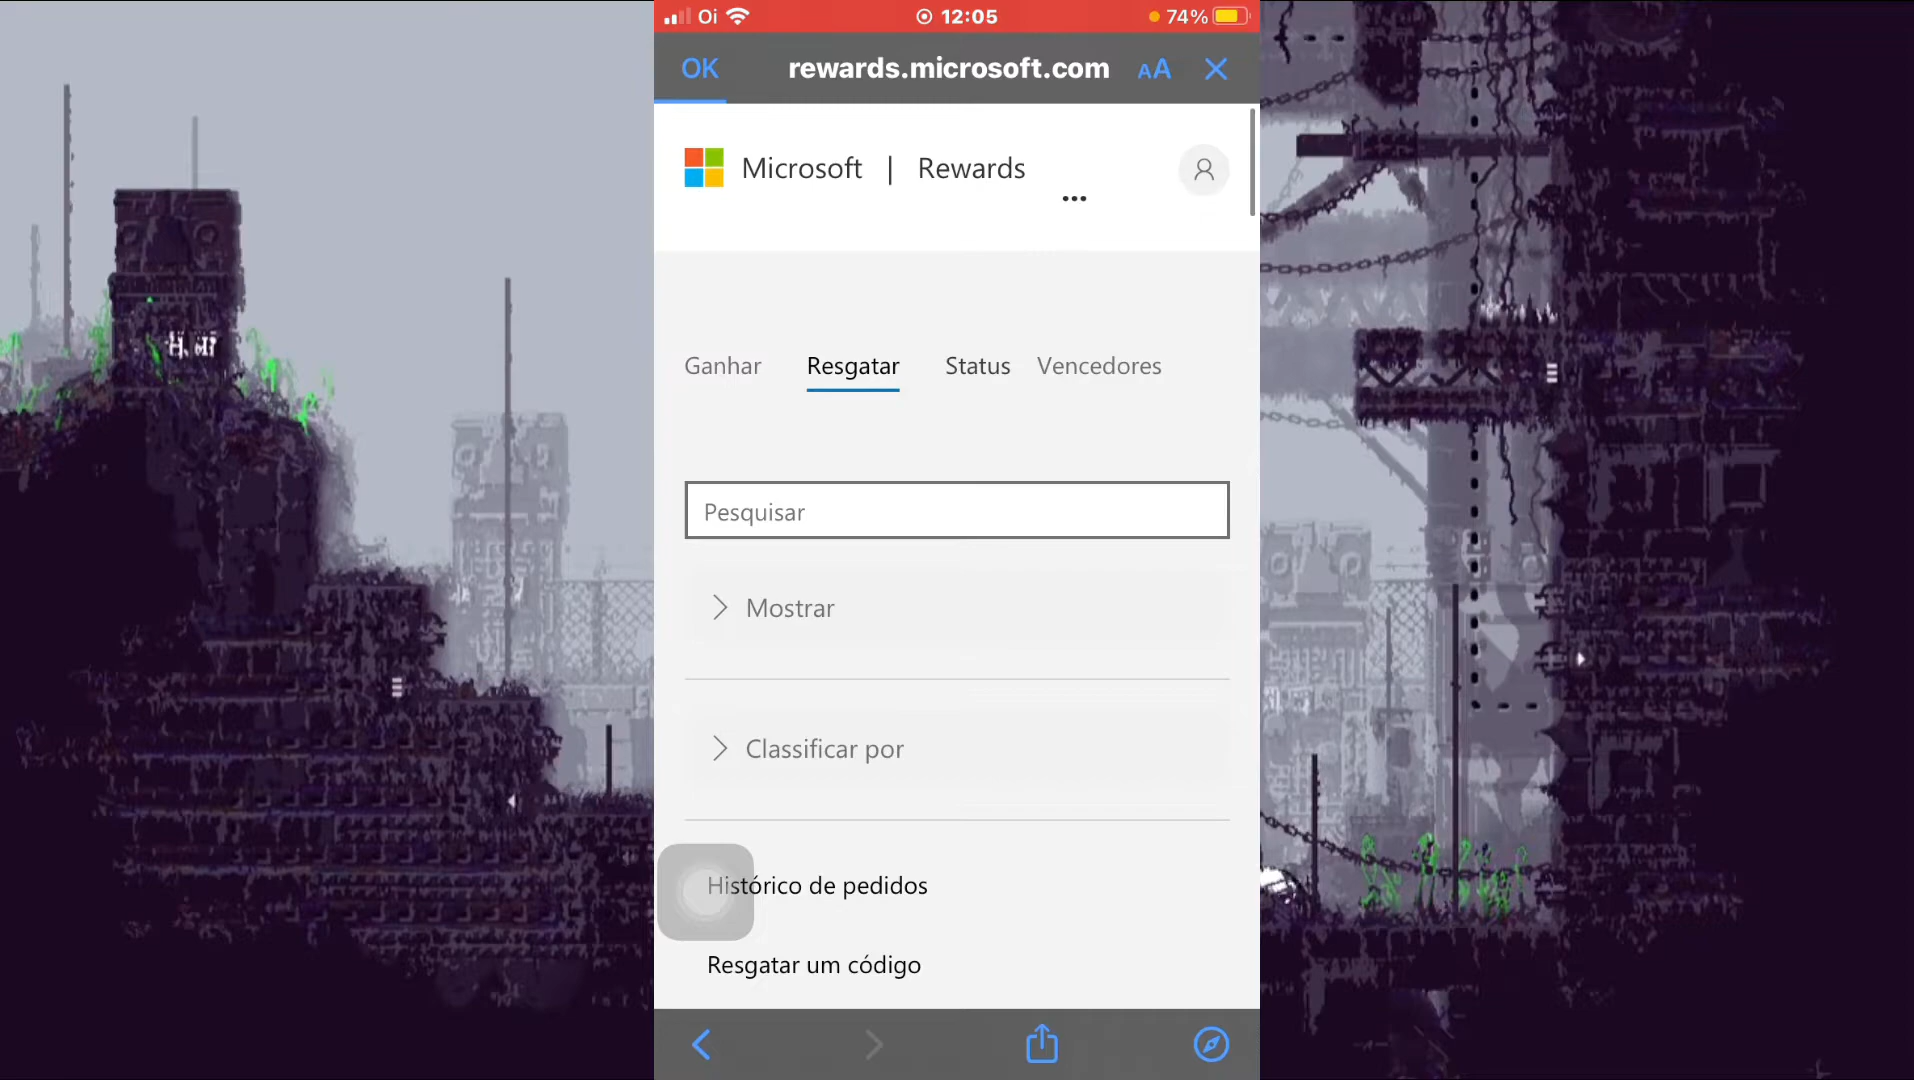 Oi 12:05 74%
OK rewards.microsoft.com AA
Microsoft | Rewards
...
Ganhar Resgatar Status Vencedores
Pesquisar
Mostrar
Classificar por
Histórico de pedidos
Resgatar um código